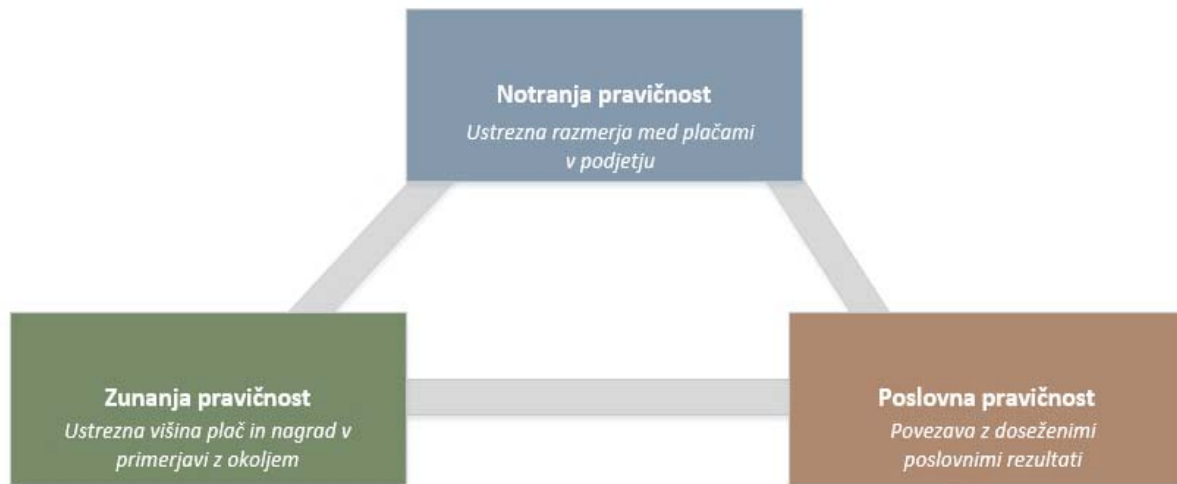 Notranja pravičnost
Ustrezna razmerja med plačami
v podjetju
Zunanja pravičnost
Ustrezna višina plač in nagrad v
primerjavi z okoljem
Poslovna pravičnost
Povezava z doseženimi
poslovnimi rezultati